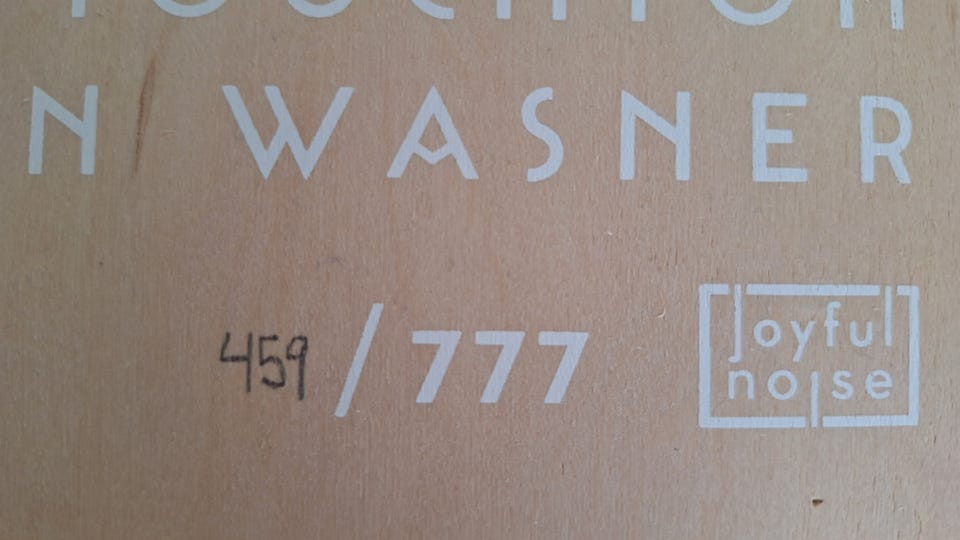 N WASNER
459 / 777
joyful
noise